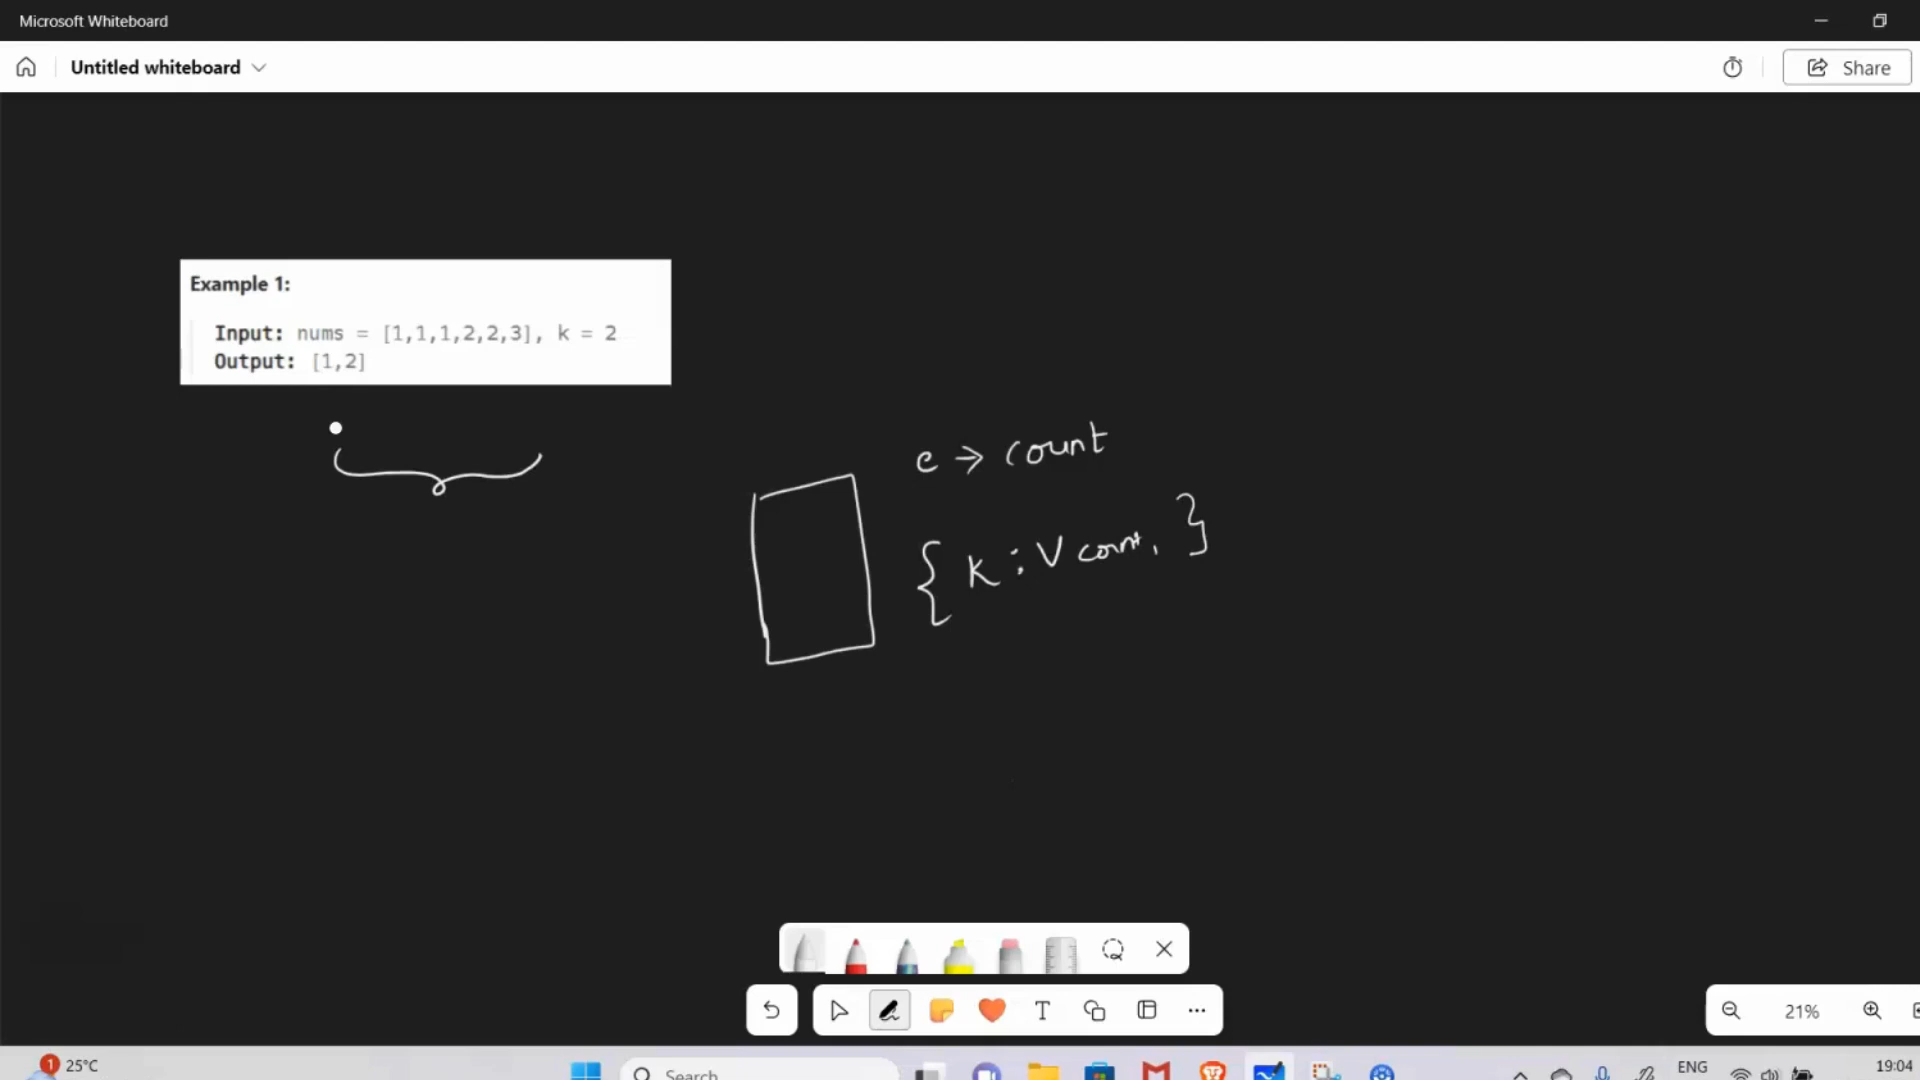 Microsoft Whiteboard
Untitled whiteboard
Share
Example 1:
Input: nums = [1,1,1,2,2,3], k = 2
Output: [1,2]
e → count
{ K : V count, }
T
21%
1
25°C
Search
ENG
19:04